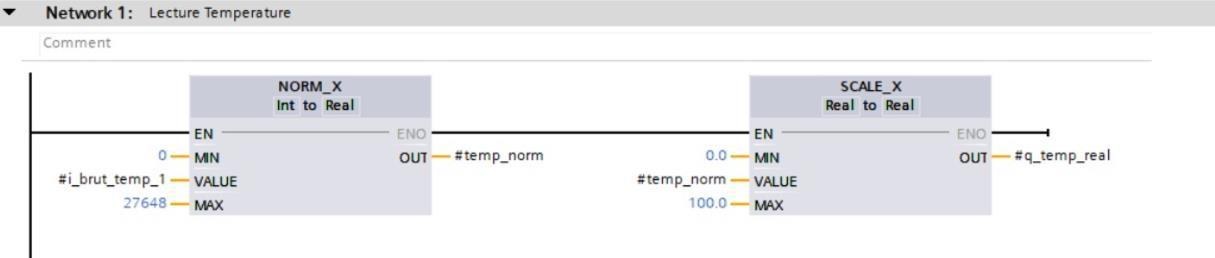 Network 1: Lecture Temperature
Comment
NORM_X
Int to Real
EN ENO
0 MIN OUT #temp_norm
#i_brut_temp_1 VALUE
27648 MAX
SCALE_X
Real to Real
EN ENO
0.0 MIN OUT #q_temp_real
#temp_norm VALUE
100.0 MAX